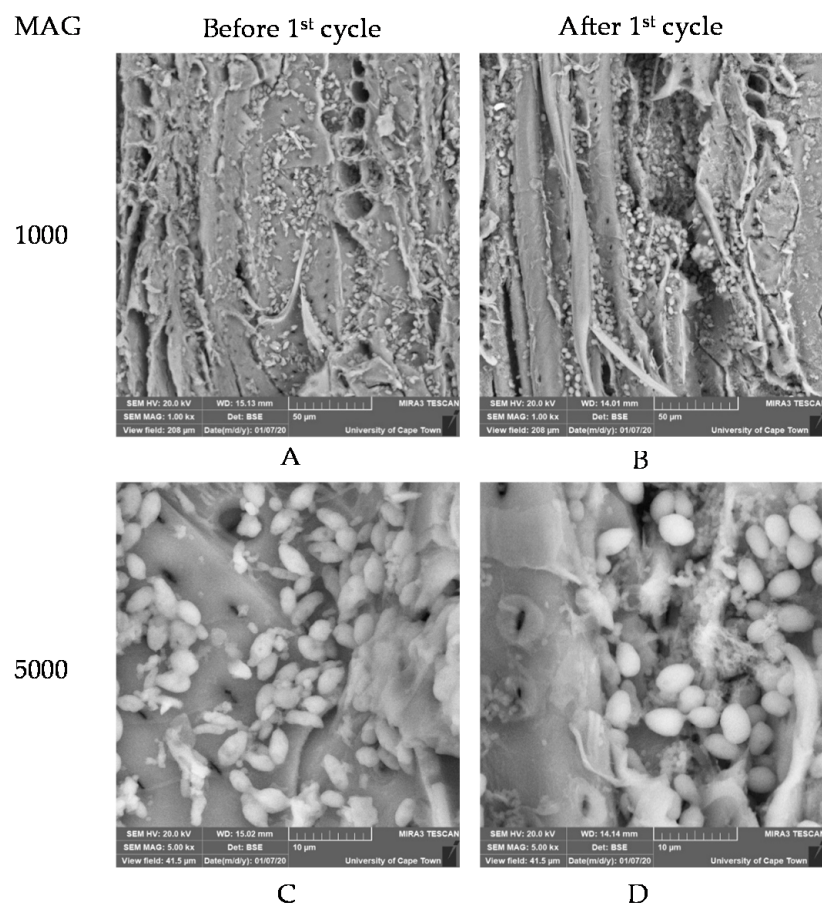 MAG
Before 1st cycle
After 1st cycle
1000
SEM HV: 20.0 kV WD: 15.13 mm MIRA3 TESCAN
SEM MAG: 1.00 kx Det: BSE 50 µm
View field: 208 µm Date(m/d/y): 01/07/20 University of Cape Town
A
SEM HV: 20.0 kV WD: 14.01 mm MIRA3 TESCAN
SEM MAG: 1.00 kx Det: BSE 50 µm
View field: 208 µm Date(m/d/y): 01/07/20 University of Cape Town
B
5000
SEM HV: 20.0 kV WD: 15.02 mm MIRA3 TESCAN
SEM MAG: 5.00 kx Det: BSE 10 µm
View field: 41.5 µm Date(m/d/y): 01/07/20 University of Cape Town
C
SEM HV: 20.0 kV WD: 14.14 mm MIRA3 TESCAN
SEM MAG: 5.00 kx Det: BSE 10 µm
View field: 41.5 µm Date(m/d/y): 01/07/20 University of Cape Town
D